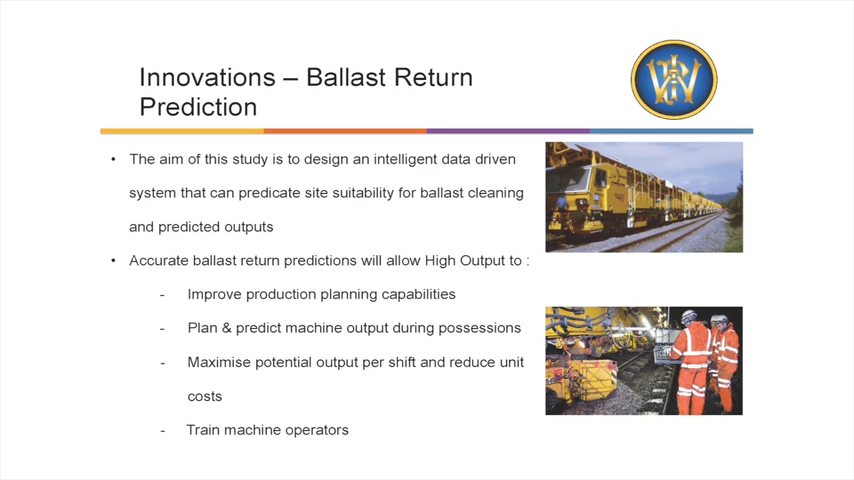 Innovations – Ballast Return
Prediction
• The aim of this study is to design an intelligent data driven
system that can predicate site suitability for ballast cleaning
and predicted outputs
• Accurate ballast return predictions will allow High Output to :
- Improve production planning capabilities
- Plan & predict machine output during possessions
- Maximise potential output per shift and reduce unit
costs
- Train machine operators